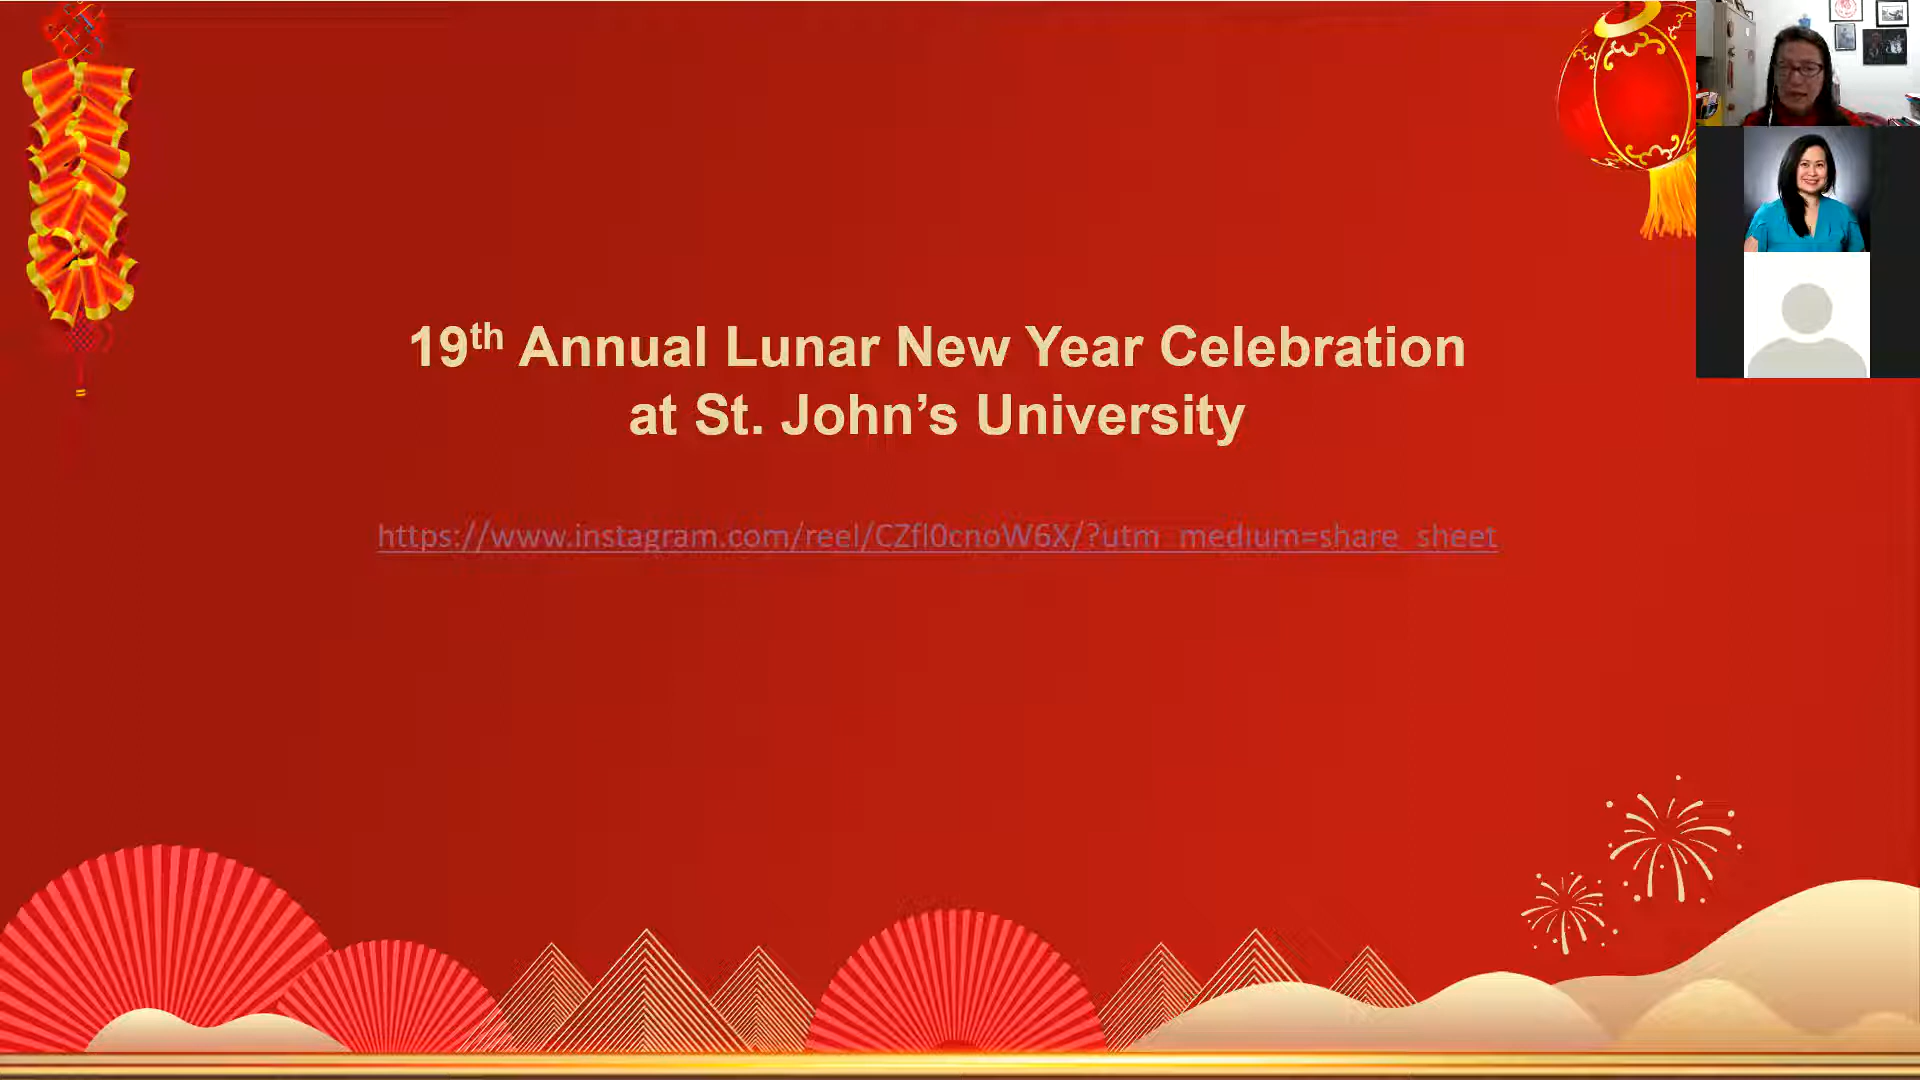 19th Annual Lunar New Year Celebration
at St. John’s University
https://www.instagram.com/reel/CZfl0cnoW6X/?utm_medium=share_sheet